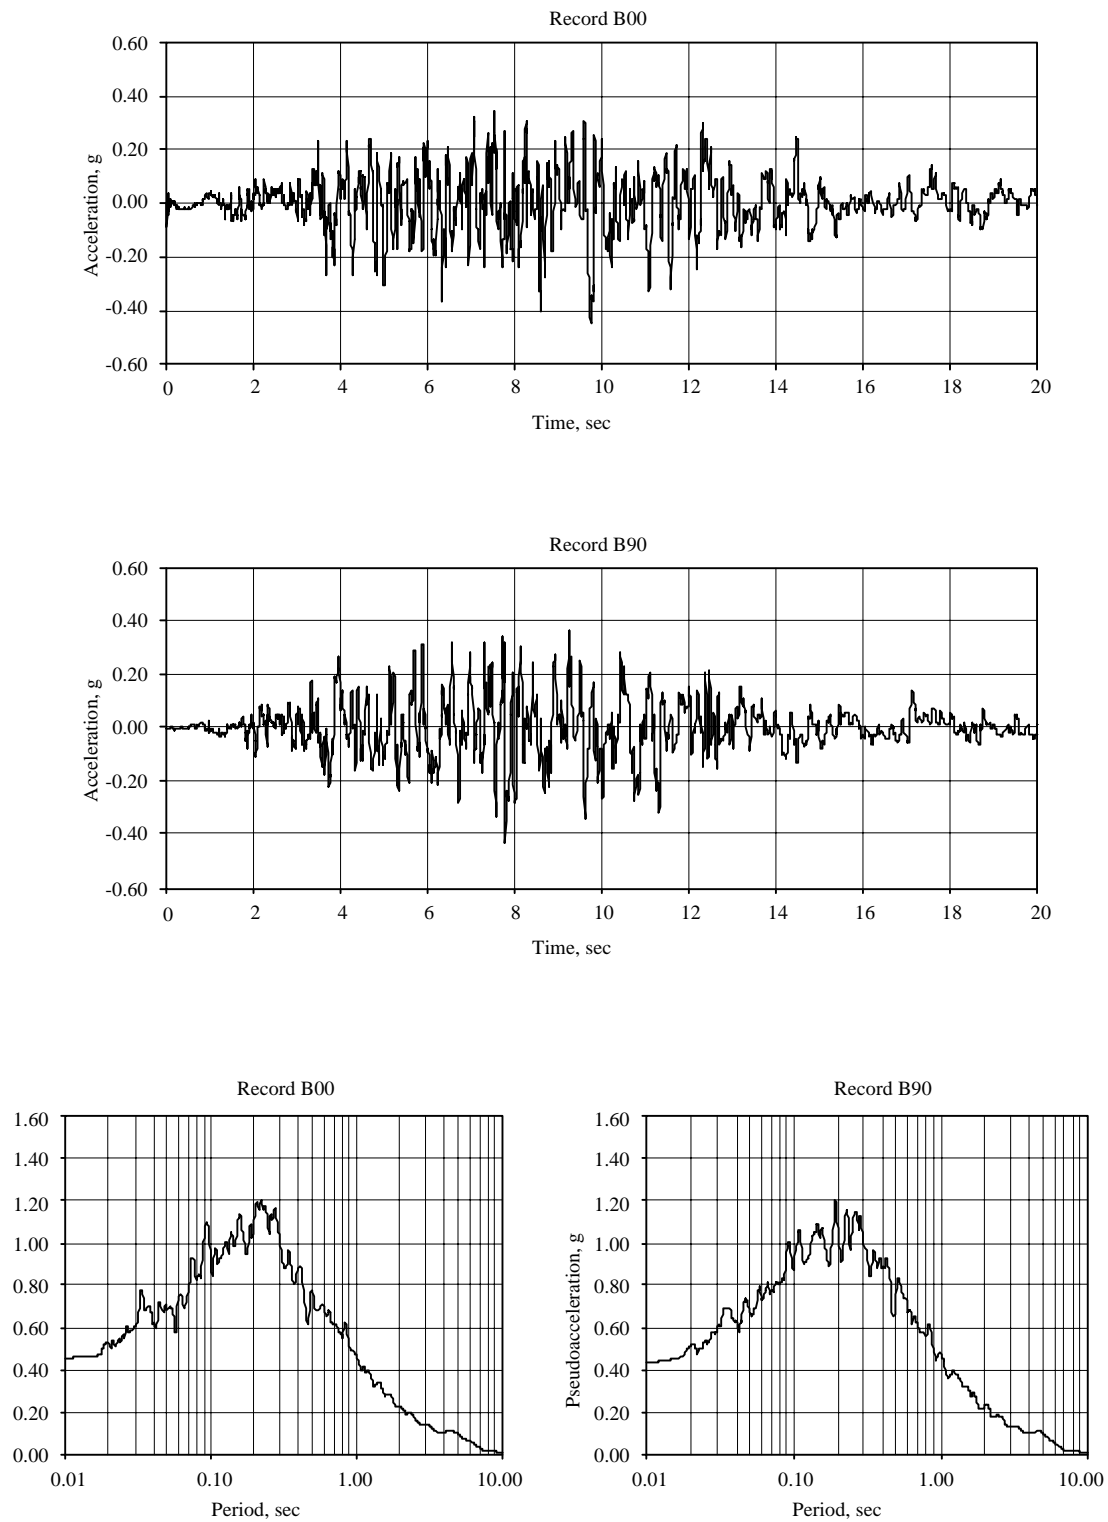 Record B00
0.60
0.40
0.20
0.00
-0.20
-0.40
-0.60
Acceleration, g
0 2 4 6 8 10 12 14 16 18 20
Time, sec
Record B90
0.60
0.40
0.20
0.00
-0.20
-0.40
-0.60
Acceleration, g
0 2 4 6 8 10 12 14 16 18 20
Time, sec
Record B00
1.60
1.40
1.20
1.00
0.80
0.60
0.40
0.20
0.00
0.01 0.10 1.00 10.00
Period, sec
Record B90
Pseudoacceleration, g
1.60
1.40
1.20
1.00
0.80
0.60
0.40
0.20
0.00
0.01 0.10 1.00 10.00
Period, sec